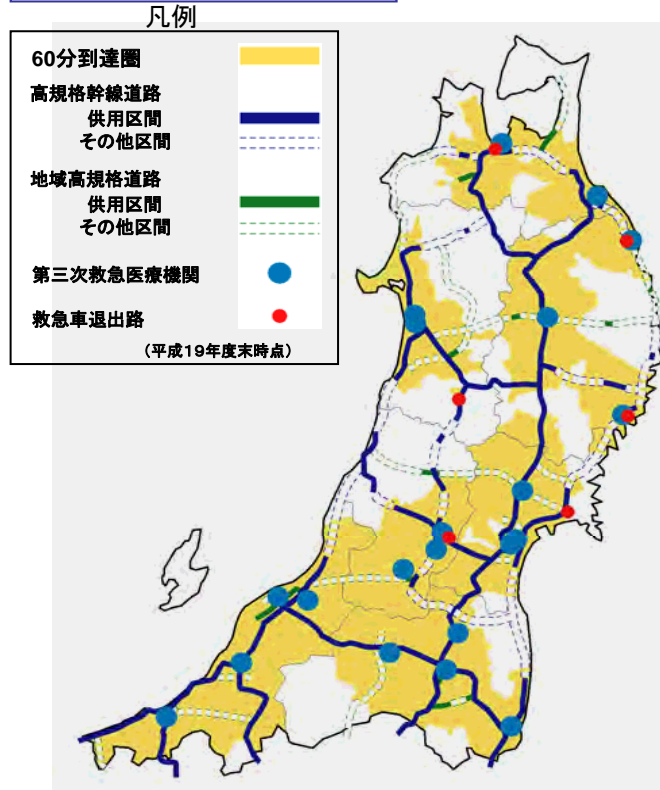 凡例
60分到達圏
高規格幹線道路
供用区間
その他区間
地域高規格道路
供用区間
その他区間
第三次救急医療機関
救急車退出路
(平成19年度末時点)